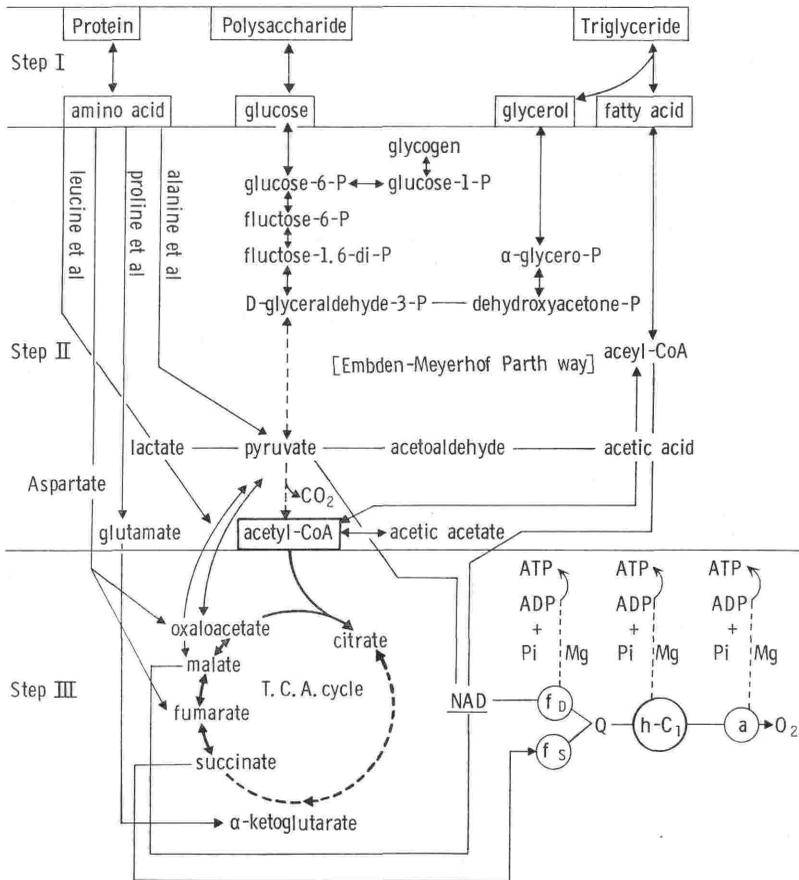 Protein Polysaccharide Triglyceride
Step I
amino acid glucose glycerol fatty acid
glycogen
leucine et al
proline et al
alanine et al
glucose-6-P glucose-1-P
fluctose-6-P
fluctose-1,6-di-P α-glycero-P
D-glyceraldehyde-3-P dehydroxyacetone-P
Step II
[Embden-Meyerhof Parth way] aceyl-CoA
lactate pyruvate acetoaldehyde acetic acid
Aspartate
CO2
glutamate acetyl-CoA acetic acetate
ATP ATP ATP
ADP ADP ADP
+ + +
Pi Mg Pi Mg Pi Mg
oxaloacetate
citrate
malate
Step III
T.C.A.cycle
NAD fD
fumarate
Q h-C1 a O2
fS
succinate
α-ketoglutarate